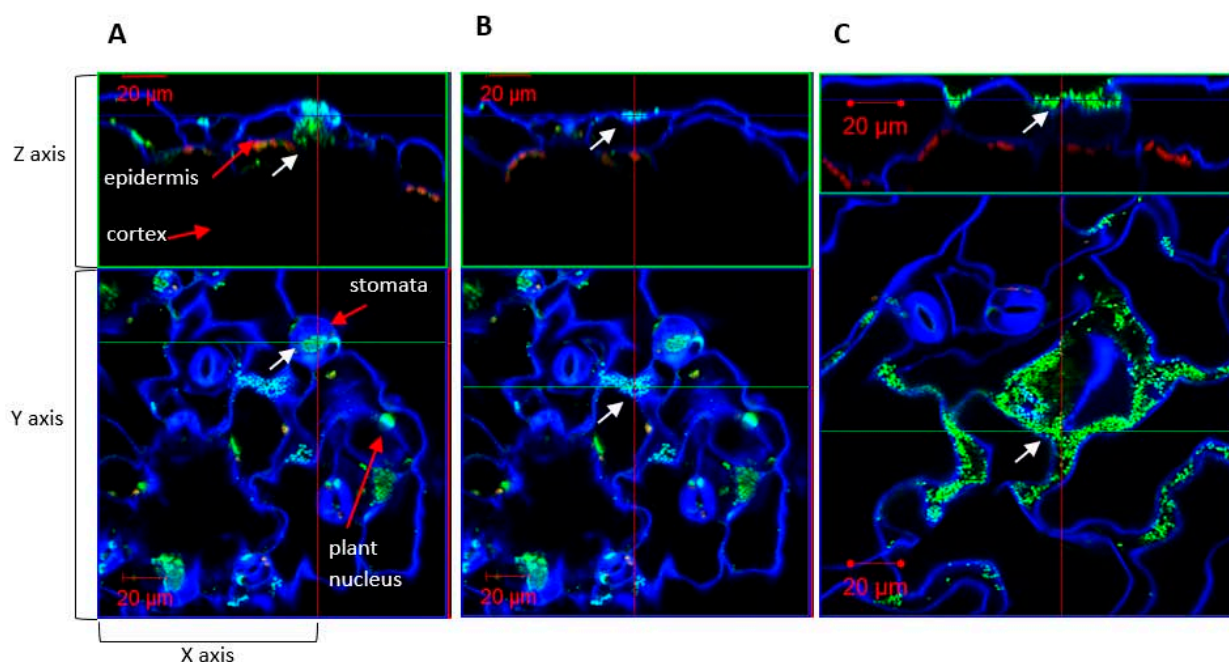 A
B
C
20 µm
20 µm
20 µm
Z axis
epidermis
cortex
stomata
Y axis
plant
nucleus
20 µm
20 µm
20 µm
X axis